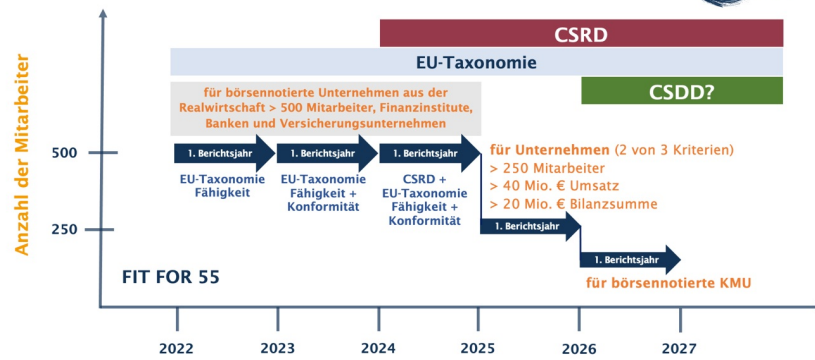 CSRD
EU-Taxonomie
CSDD?
für börsennotierte Unternehmen aus der
Realwirtschaft > 500 Mitarbeiter, Finanzinstitute,
Banken und Versicherungsunternehmen
Anzahl der Mitarbeiter
500
250
1. Berichtsjahr
1. Berichtsjahr
1. Berichtsjahr
EU-Taxonomie
Fähigkeit
EU-Taxonomie
Fähigkeit +
Konformität
CSRD +
EU-Taxonomie
Fähigkeit +
Konformität
für Unternehmen (2 von 3 Kriterien)
> 250 Mitarbeiter
> 40 Mio. € Umsatz
> 20 Mio. € Bilanzsumme
1. Berichtsjahr
1. Berichtsjahr
für börsennotierte KMU
FIT FOR 55
2022
2023
2024
2025
2026
2027